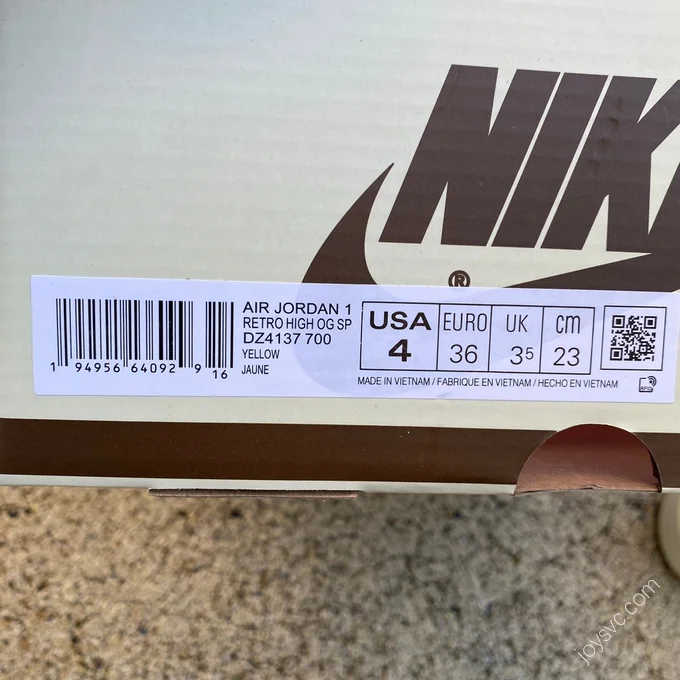 NIK
®
AIR JORDAN 1
RETRO HIGH OG SP
DZ4137 700
YELLOW
JAUNE
1 94956 64092 9 16
USA
4
EURO
36
UK
3⁵
cm
23
MADE IN VIETNAM / FABRIQUE EN VIETNAM / HECHO EN VIETNAM
RFID
joysvc.com